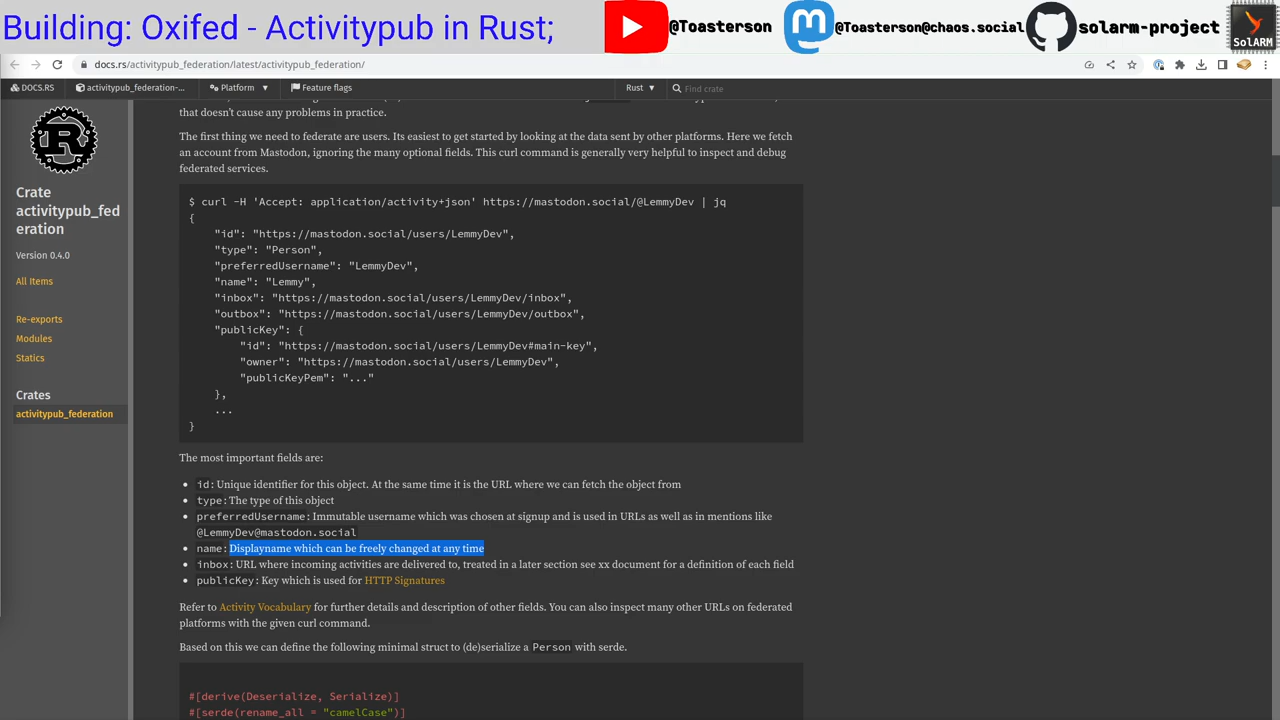 Building: Oxifed - Activitypub in Rust;
@Toasterson
@Toasterson@chaos.social
solarm-project
SolARM
docs.rs/activitypub_federation/latest/activitypub_federation/
DOCS.RS
activitypub_federation-...
Platform
Feature flags
Rust
Find crate
Crate
activitypub_fed
eration
Version 0.4.0
All Items
Re-exports
Modules
Statics
Crates
activitypub_federation
that doesn't cause any problems in practice.
The first thing we need to federate are users. Its easiest to get started by looking at the data sent by other platforms. Here we fetch
an account from Mastodon, ignoring the many optional fields. This curl command is generally very helpful to inspect and debug
federated services.
$ curl -H 'Accept: application/activity+json' https://mastodon.social/@LemmyDev | jq
{
"id": "https://mastodon.social/users/LemmyDev",
"type": "Person",
"preferredUsername": "LemmyDev",
"name": "Lemmy",
"inbox": "https://mastodon.social/users/LemmyDev/inbox",
"outbox": "https://mastodon.social/users/LemmyDev/outbox",
"publicKey": {
"id": "https://mastodon.social/users/LemmyDev#main-key",
"owner": "https://mastodon.social/users/LemmyDev",
"publicKeyPem": "..."
},
...
}
The most important fields are:
id: Unique identifier for this object. At the same time it is the URL where we can fetch the object from
type: The type of this object
preferredUsername: Immutable username which was chosen at signup and is used in URLs as well as in mentions like
@LemmyDev@mastodon.social
name: Displayname which can be freely changed at any time
inbox: URL where incoming activities are delivered to, treated in a later section see xx document for a definition of each field
publicKey: Key which is used for HTTP Signatures
Refer to Activity Vocabulary for further details and description of other fields. You can also inspect many other URLs on federated
platforms with the given curl command.
Based on this we can define the following minimal struct to (de)serialize a Person with serde.
#[derive(Deserialize, Serialize)]
#[serde(rename_all = "camelCase")]